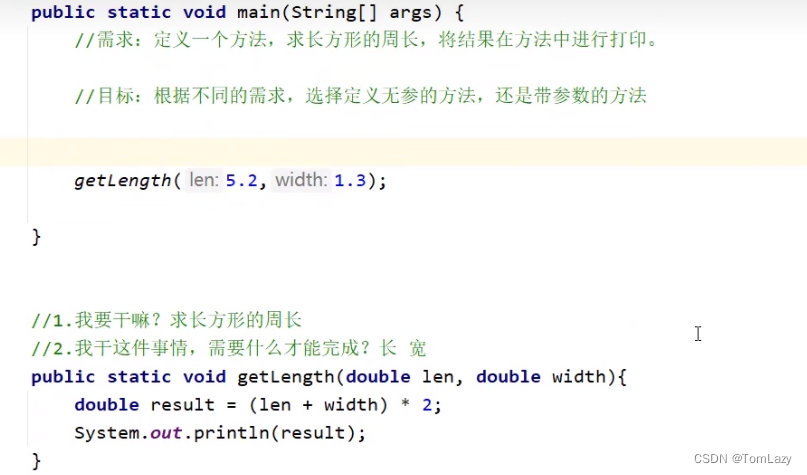 public static void main(String[] args) {
//需求：定义一个方法，求长方形的周长，将结果在方法中进行打印。
//目标：根据不同的需求，选择定义无参的方法，还是带参数的方法
getLength( len: 5.2, width: 1.3);
}
//1.我要干嘛？求长方形的周长
//2.我干这件事情，需要什么才能完成？长 宽
public static void getLength(double len, double width){
double result = (len + width) * 2;
System.out.println(result);
}
CSDN @TomLazy